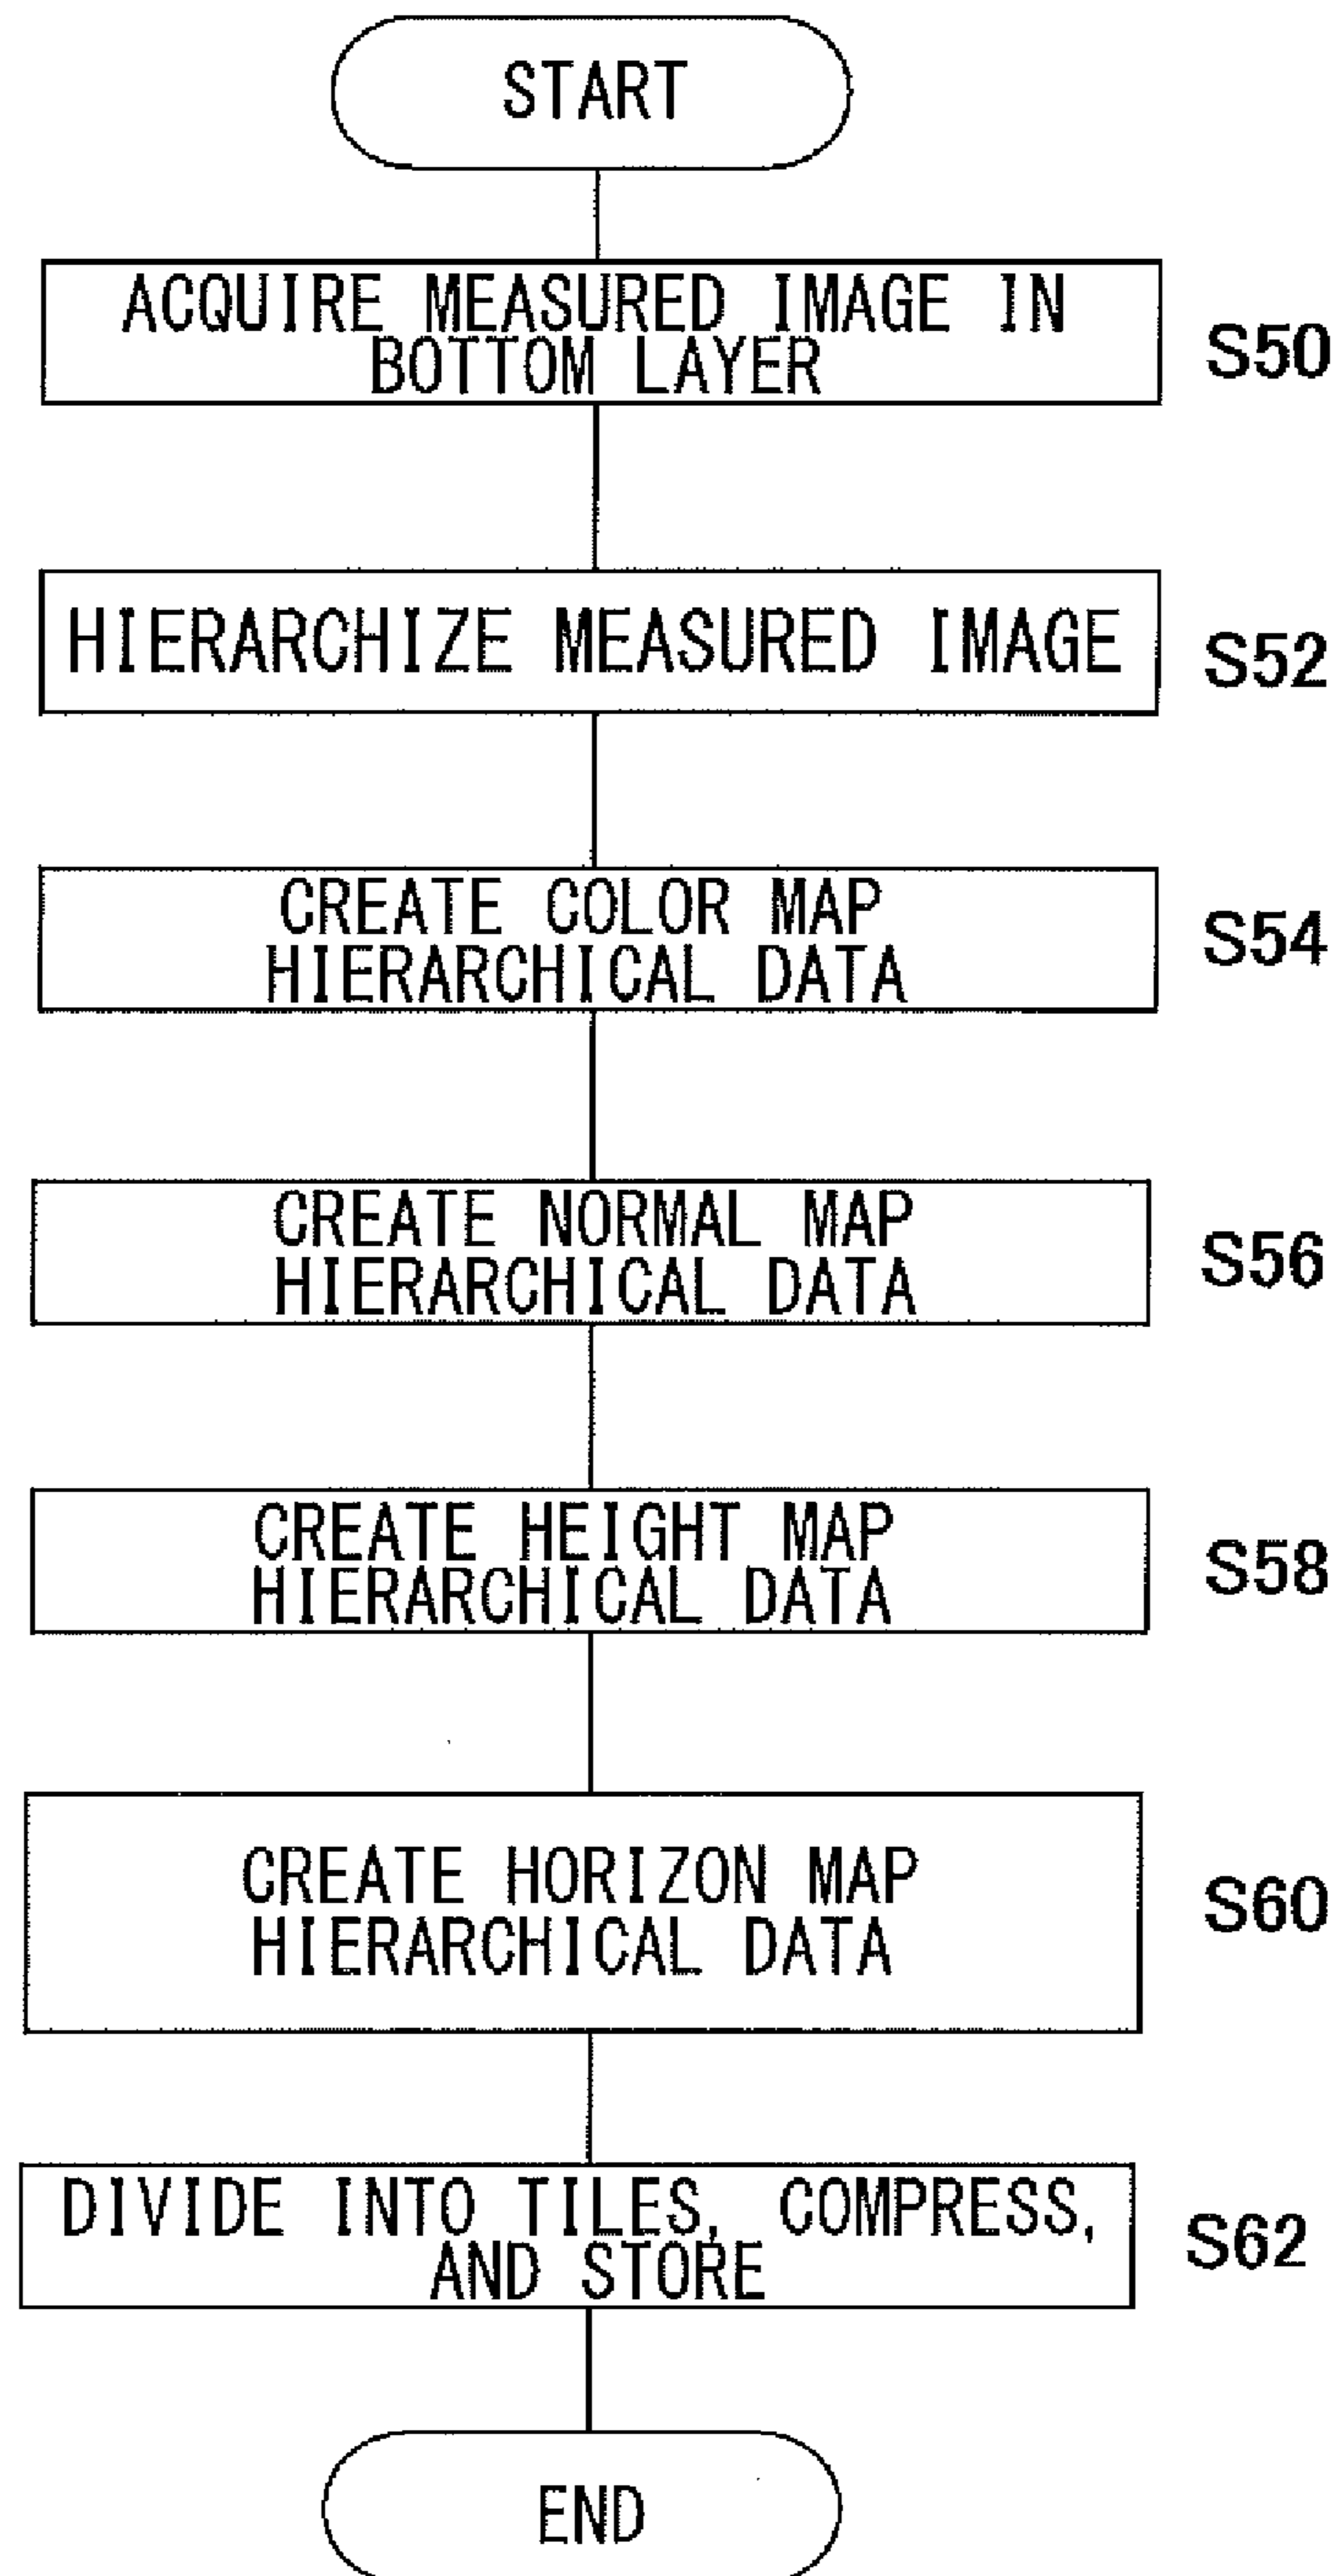 START
ACQUIRE MEASURED IMAGE IN
BOTTOM LAYER
S50
HIERARCHIZE MEASURED IMAGE
S52
CREATE COLOR MAP
HIERARCHICAL DATA
S54
CREATE NORMAL MAP
HIERARCHICAL DATA
S56
CREATE HEIGHT MAP
HIERARCHICAL DATA
S58
CREATE HORIZON MAP
HIERARCHICAL DATA
S60
DIVIDE INTO TILES, COMPRESS,
AND STORE
S62
END